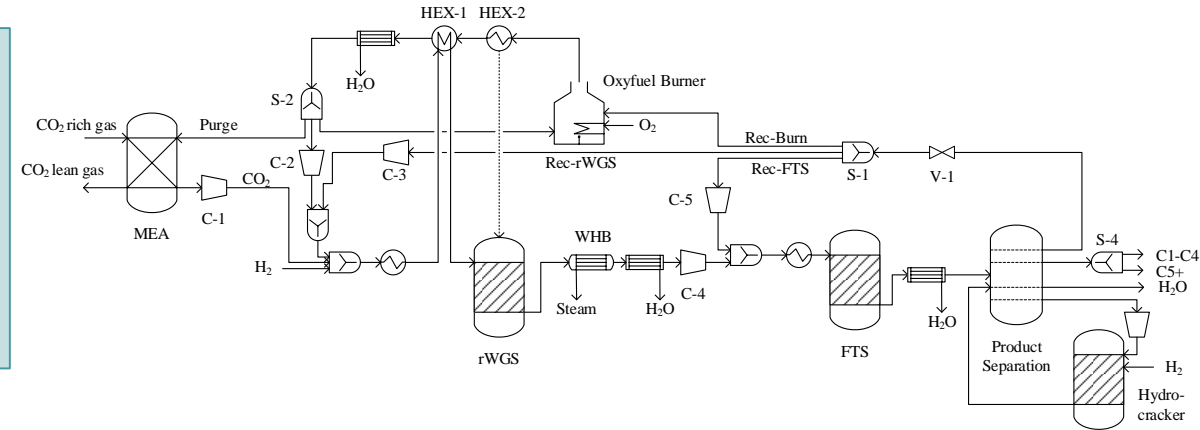 HEX-1 HEX-2
H₂O
Oxyfuel Burner
S-2
CO₂ rich gas
Purge
O₂
Rec-Burn
Rec-rWGS
Rec-FTS
S-1
V-1
C-2
C-3
CO₂ lean gas
CO₂
C-1
C-5
MEA
WHB
S-4
C1-C4
C5+
H₂O
H₂
C-4
Steam
H₂O
H₂O
rWGS
FTS
Product
Separation
H₂
Hydro-
cracker